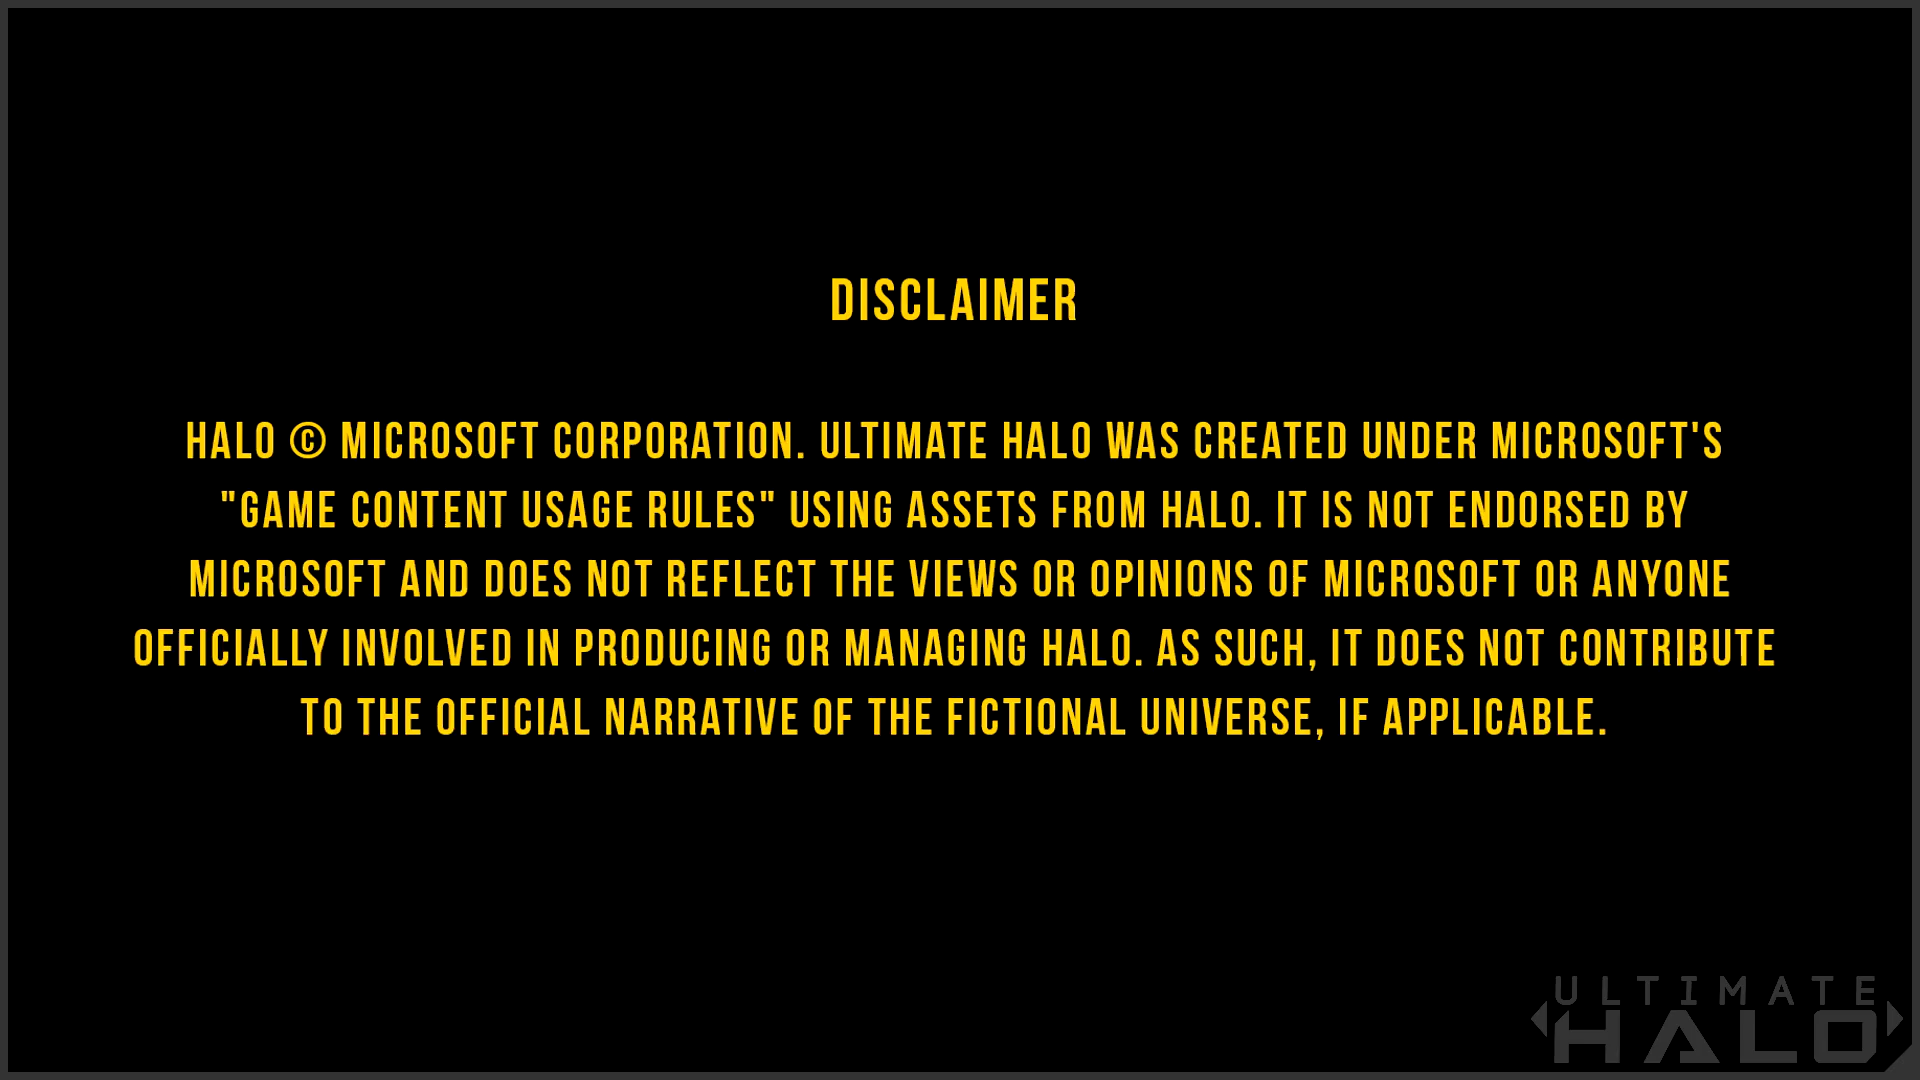 DISCLAIMER
HALO © MICROSOFT CORPORATION. ULTIMATE HALO WAS CREATED UNDER MICROSOFT'S
"GAME CONTENT USAGE RULES" USING ASSETS FROM HALO. IT IS NOT ENDORSED BY
MICROSOFT AND DOES NOT REFLECT THE VIEWS OR OPINIONS OF MICROSOFT OR ANYONE
OFFICIALLY INVOLVED IN PRODUCING OR MANAGING HALO. AS SUCH, IT DOES NOT CONTRIBUTE
TO THE OFFICIAL NARRATIVE OF THE FICTIONAL UNIVERSE, IF APPLICABLE.
ULTIMATE
HALO